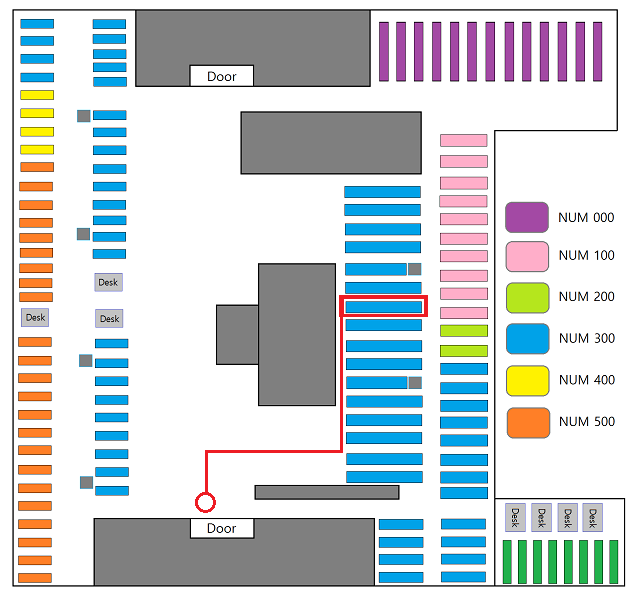 Door
NUM 000
NUM 100
NUM 200
NUM 300
NUM 400
NUM 500
Desk
Desk
Desk
Desk
Desk
Desk
Desk
Door